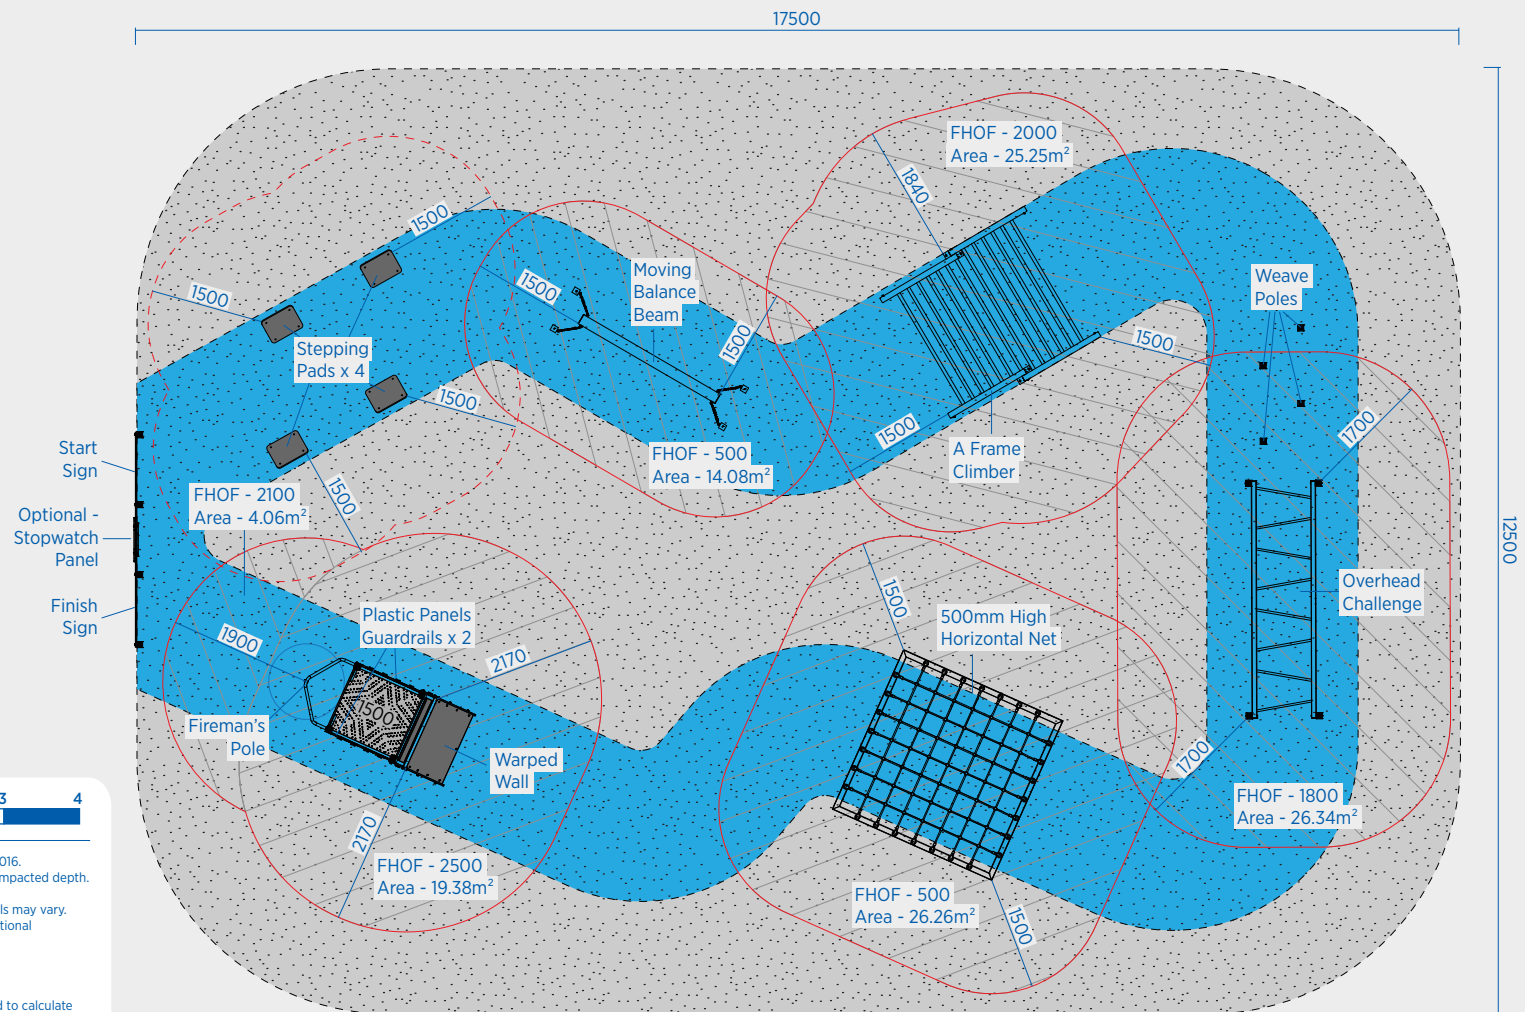 17500
FHOF - 2000
Area - 25.25m²
1840
1500
1500
Moving
Balance
Beam
1500
1500
Weave
Poles
Stepping
Pads x 4
1500
1500
1500
1700
Start
Sign
FHOF - 500
Area - 14.08m²
A Frame
Climber
FHOF - 2100
Area - 4.06m²
1500
Optional -
Stopwatch
Panel
12500
Finish
Sign
Plastic Panels
Guardrails x 2
1900
2170
1500
500mm High
Horizontal Net
Overhead
Challenge
1500
Fireman's
Pole
Warped
Wall
1700
FHOF - 1800
Area - 26.34m²
2170
FHOF - 2500
Area - 19.38m²
FHOF - 500
Area - 26.26m²
1500
3 4
016.
mpacted depth.
ls may vary.
tional
d to calculate